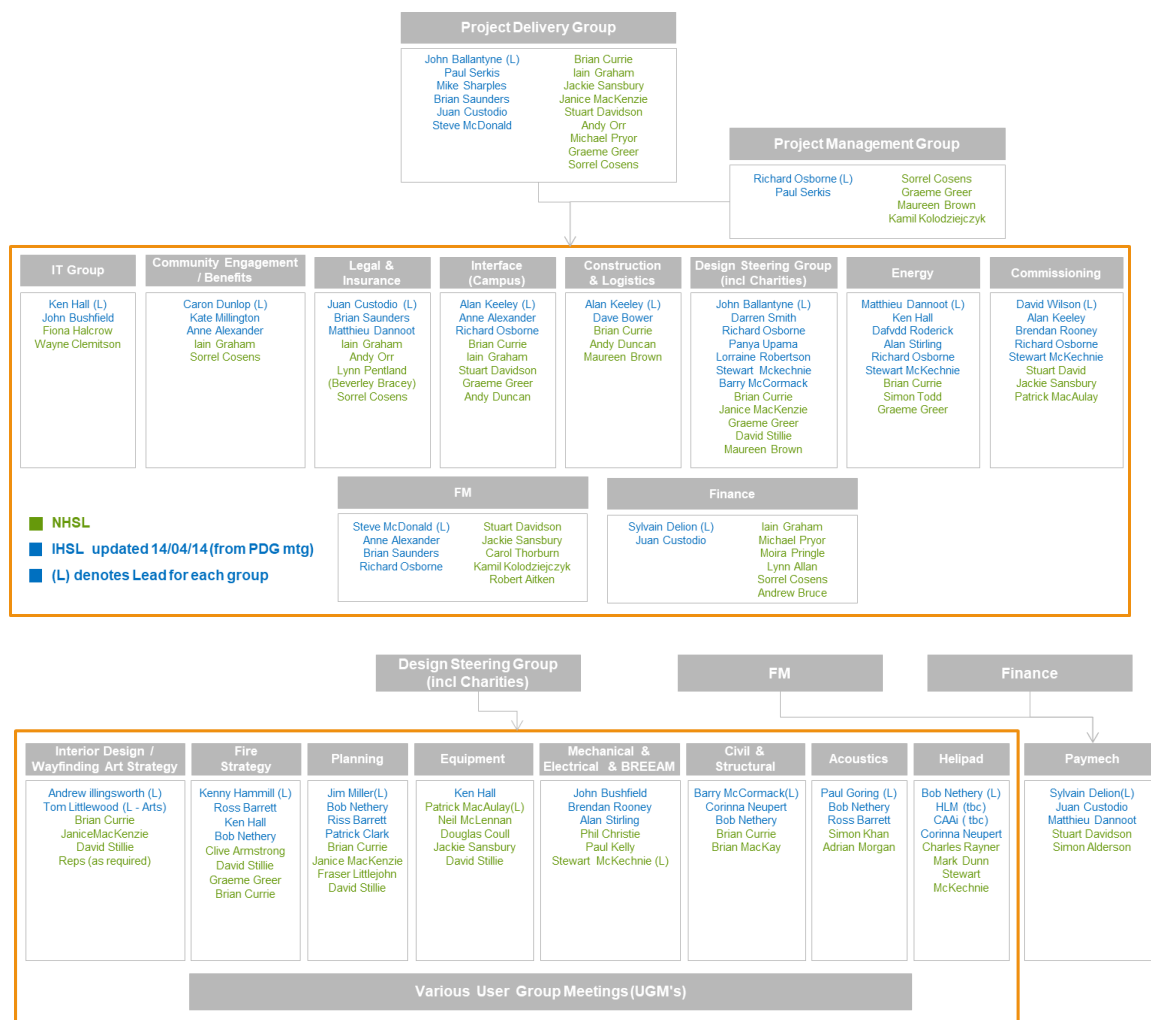 Project Delivery Group
John Ballantyne (L)
Paul Serkis
Mike Sharples
Brian Saunders
Juan Custodio
Steve McDonald
Brian Currie
Iain Graham
Jackie Sansbury
Janice MacKenzie
Stuart Davidson
Andy Orr
Michael Pryor
Graeme Greer
Sorrel Cosens
Project Management Group
Richard Osborne (L)
Paul Serkis
Sorrel Cosens
Graeme Greer
Maureen Brown
Kamil Kolodziejczyk
IT Group
Ken Hall (L)
John Bushfield
Fiona Halcrow
Wayne Clemitson
Community Engagement
/ Benefits
Caron Dunlop (L)
Kate Millington
Anne Alexander
Iain Graham
Sorrel Cosens
Legal &
Insurance
Juan Custodio (L)
Brian Saunders
Matthieu Dannoot
Iain Graham
Andy Orr
Lynn Pentland
(Beverley Bracey)
Sorrel Cosens
Interface
(Campus)
Alan Keeley (L)
Anne Alexander
Richard Osborne
Brian Currie
Iain Graham
Stuart Davidson
Graeme Greer
Andy Duncan
Construction
& Logistics
Alan Keeley (L)
Dave Bower
Brian Currie
Andy Duncan
Maureen Brown
Design Steering Group
(incl Charities)
John Ballantyne (L)
Darren Smith
Richard Osborne
Panya Upama
Lorraine Robertson
Stewart Mckechnie
Barry McCormack
Brian Currie
Janice MacKenzie
Graeme Greer
David Stillie
Maureen Brown
Energy
Matthieu Dannoot (L)
Ken Hall
Dafvdd Roderick
Alan Stirling
Richard Osborne
Stewart McKechnie
Brian Currie
Simon Todd
Graeme Greer
Commissioning
David Wilson (L)
Alan Keeley
Brendan Rooney
Richard Osborne
Stewart McKechnie
Stuart David
Jackie Sansbury
Patrick MacAulay
NHSL
IHSL updated 14/04/14 (from PDG mtg)
(L) denotes Lead for each group
FM
Steve McDonald (L)
Anne Alexander
Brian Saunders
Richard Osborne
Stuart Davidson
Jackie Sansbury
Carol Thorburn
Kamil Kolodziejczyk
Robert Aitken
Finance
Sylvain Delion (L)
Juan Custodio
Iain Graham
Michael Pryor
Moira Pringle
Lynn Allan
Sorrel Cosens
Andrew Bruce
Design Steering Group
(incl Charities)
FM
Finance
Interior Design /
Wayfinding Art Strategy
Andrew illingsworth (L)
Tom Littlewood (L - Arts)
Brian Currie
JaniceMacKenzie
David Stillie
Reps (as required)
Fire
Strategy
Kenny Hammill (L)
Ross Barrett
Ken Hall
Bob Nethery
Clive Armstrong
David Stillie
Graeme Greer
Brian Currie
Planning
Jim Miller(L)
Bob Nethery
Riss Barrett
Patrick Clark
Brian Currie
Janice MacKenzie
Fraser Littlejohn
David Stillie
Equipment
Ken Hall
Patrick MacAulay(L)
Neil McLennan
Douglas Coull
Jackie Sansbury
David Stillie
Mechanical &
Electrical & BREEAM
John Bushfield
Brendan Rooney
Alan Stirling
Phil Christie
Paul Kelly
Stewart McKechnie (L)
Civil &
Structural
Barry McCormack(L)
Corinna Neupert
Bob Nethery
Brian Currie
Brian MacKay
Acoustics
Paul Goring (L)
Bob Nethery
Ross Barrett
Simon Khan
Adrian Morgan
Helipad
Bob Nethery (L)
HLM (tbc)
CAAi ( tbc)
Corinna Neupert
Charles Rayner
Mark Dunn
Stewart
McKechnie
Paymech
Sylvain Delion(L)
Juan Custodio
Matthieu Dannoot
Stuart Davidson
Simon Alderson
Various User Group Meetings (UGM's)